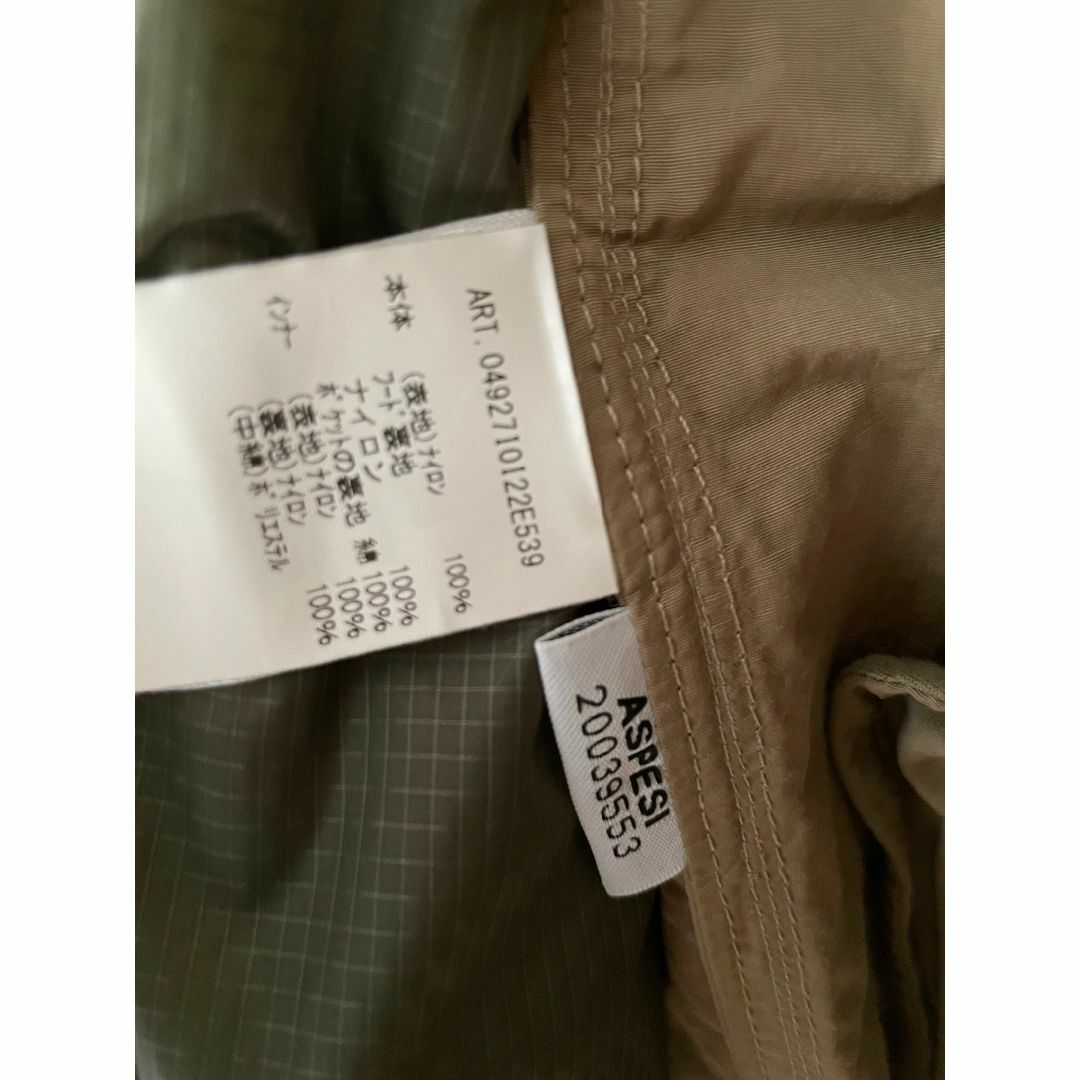 ART.0492710122E539
本体 (表地)ナイロン 100%
フード裏地
ナイロン 100%
ポケットの裏地 綿 100%
インナー (表地)ナイロン 100%
(裏地)ナイロン 100%
(中綿)ポリエステル
ASPESI
20039553